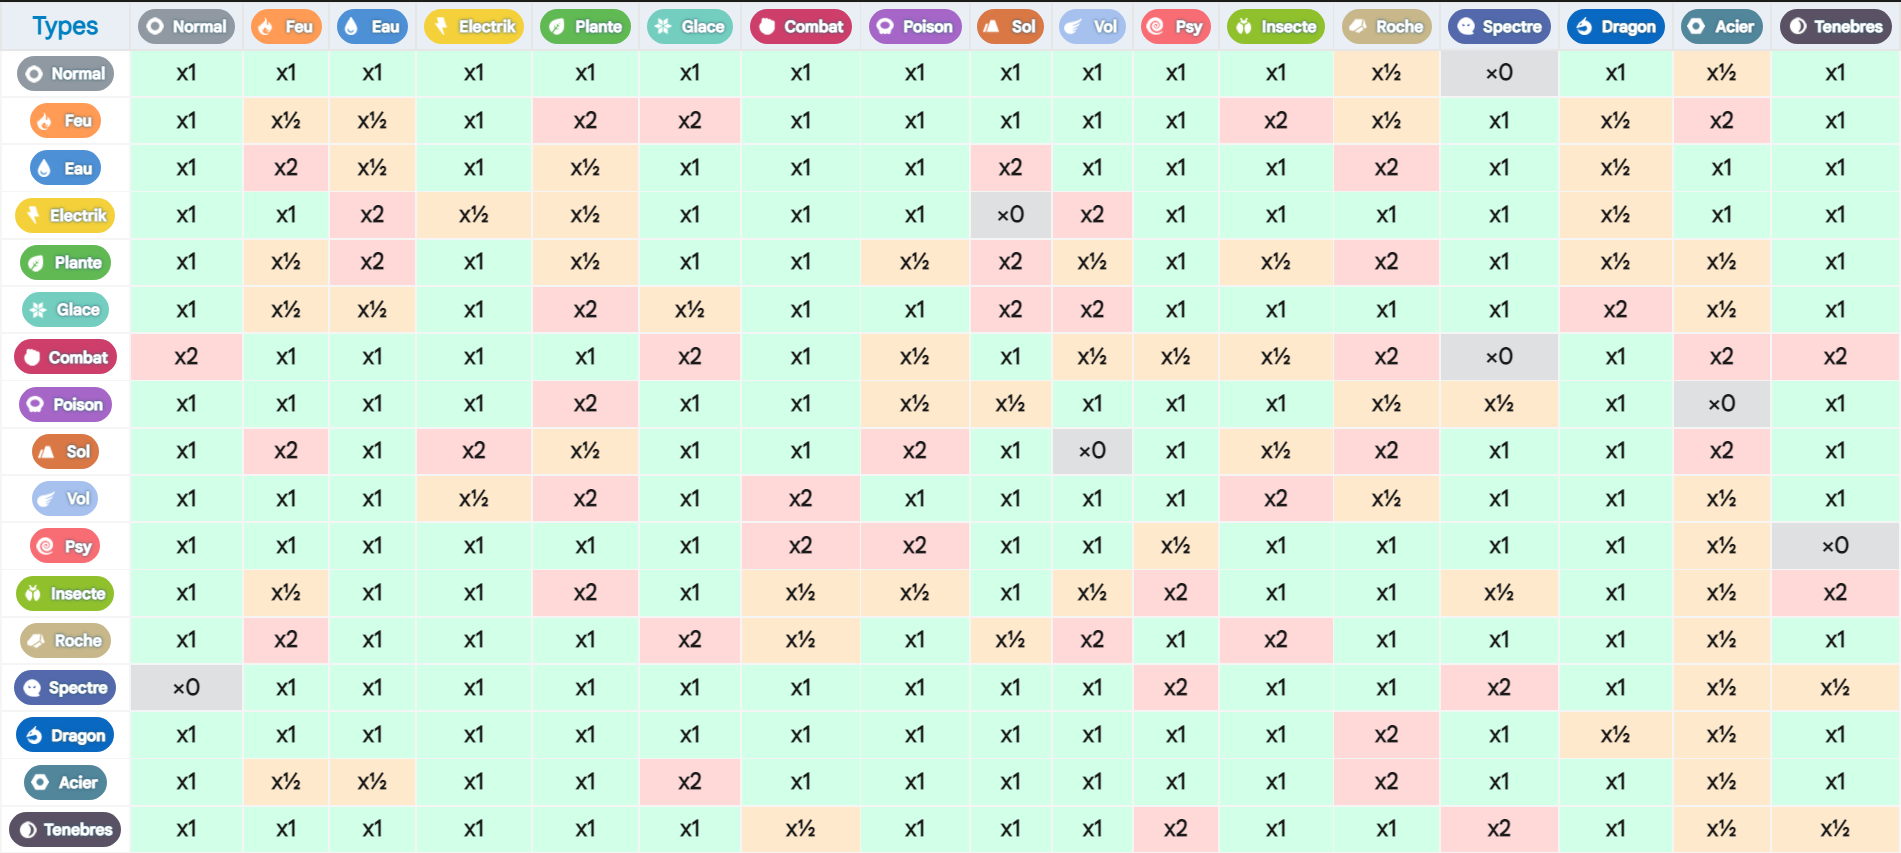 Types Normal Feu Eau Electrik Plante Glace Combat Poison Sol Vol Psy Insecte Roche Spectre Dragon Acier Tenebres
Normal x1 x1 x1 x1 x1 x1 x1 x1 x1 x1 x1 x1 x½ ×0 x1 x½ x1
Feu x1 x½ x½ x1 x2 x2 x1 x1 x1 x1 x1 x2 x½ x1 x½ x2 x1
Eau x1 x2 x½ x1 x½ x1 x1 x1 x2 x1 x1 x1 x2 x1 x½ x1 x1
Electrik x1 x1 x2 x½ x½ x1 x1 x1 ×0 x2 x1 x1 x1 x1 x½ x1 x1
Plante x1 x½ x2 x1 x½ x1 x1 x½ x2 x½ x1 x½ x2 x1 x½ x½ x1
Glace x1 x½ x½ x1 x2 x½ x1 x1 x2 x2 x1 x1 x1 x1 x2 x½ x1
Combat x2 x1 x1 x1 x1 x2 x1 x½ x1 x½ x½ x½ x2 ×0 x1 x2 x2
Poison x1 x1 x1 x1 x2 x1 x1 x½ x½ x1 x1 x1 x½ x½ x1 ×0 x1
Sol x1 x2 x1 x2 x½ x1 x1 x2 x1 ×0 x1 x½ x2 x1 x1 x2 x1
Vol x1 x1 x1 x½ x2 x1 x2 x1 x1 x1 x1 x2 x½ x1 x1 x½ x1
Psy x1 x1 x1 x1 x1 x1 x2 x2 x1 x1 x½ x1 x1 x1 x1 x½ ×0
Insecte x1 x½ x1 x1 x2 x1 x½ x½ x1 x½ x2 x1 x1 x½ x1 x½ x2
Roche x1 x2 x1 x1 x1 x2 x½ x1 x½ x2 x1 x2 x1 x1 x1 x½ x1
Spectre ×0 x1 x1 x1 x1 x1 x1 x1 x1 x1 x2 x1 x1 x2 x1 x½ x½
Dragon x1 x1 x1 x1 x1 x1 x1 x1 x1 x1 x1 x1 x2 x1 x½ x½ x1
Acier x1 x½ x½ x1 x1 x2 x1 x1 x1 x1 x1 x1 x2 x1 x1 x½ x1
Tenebres x1 x1 x1 x1 x1 x1 x½ x1 x1 x1 x2 x1 x1 x2 x1 x½ x½